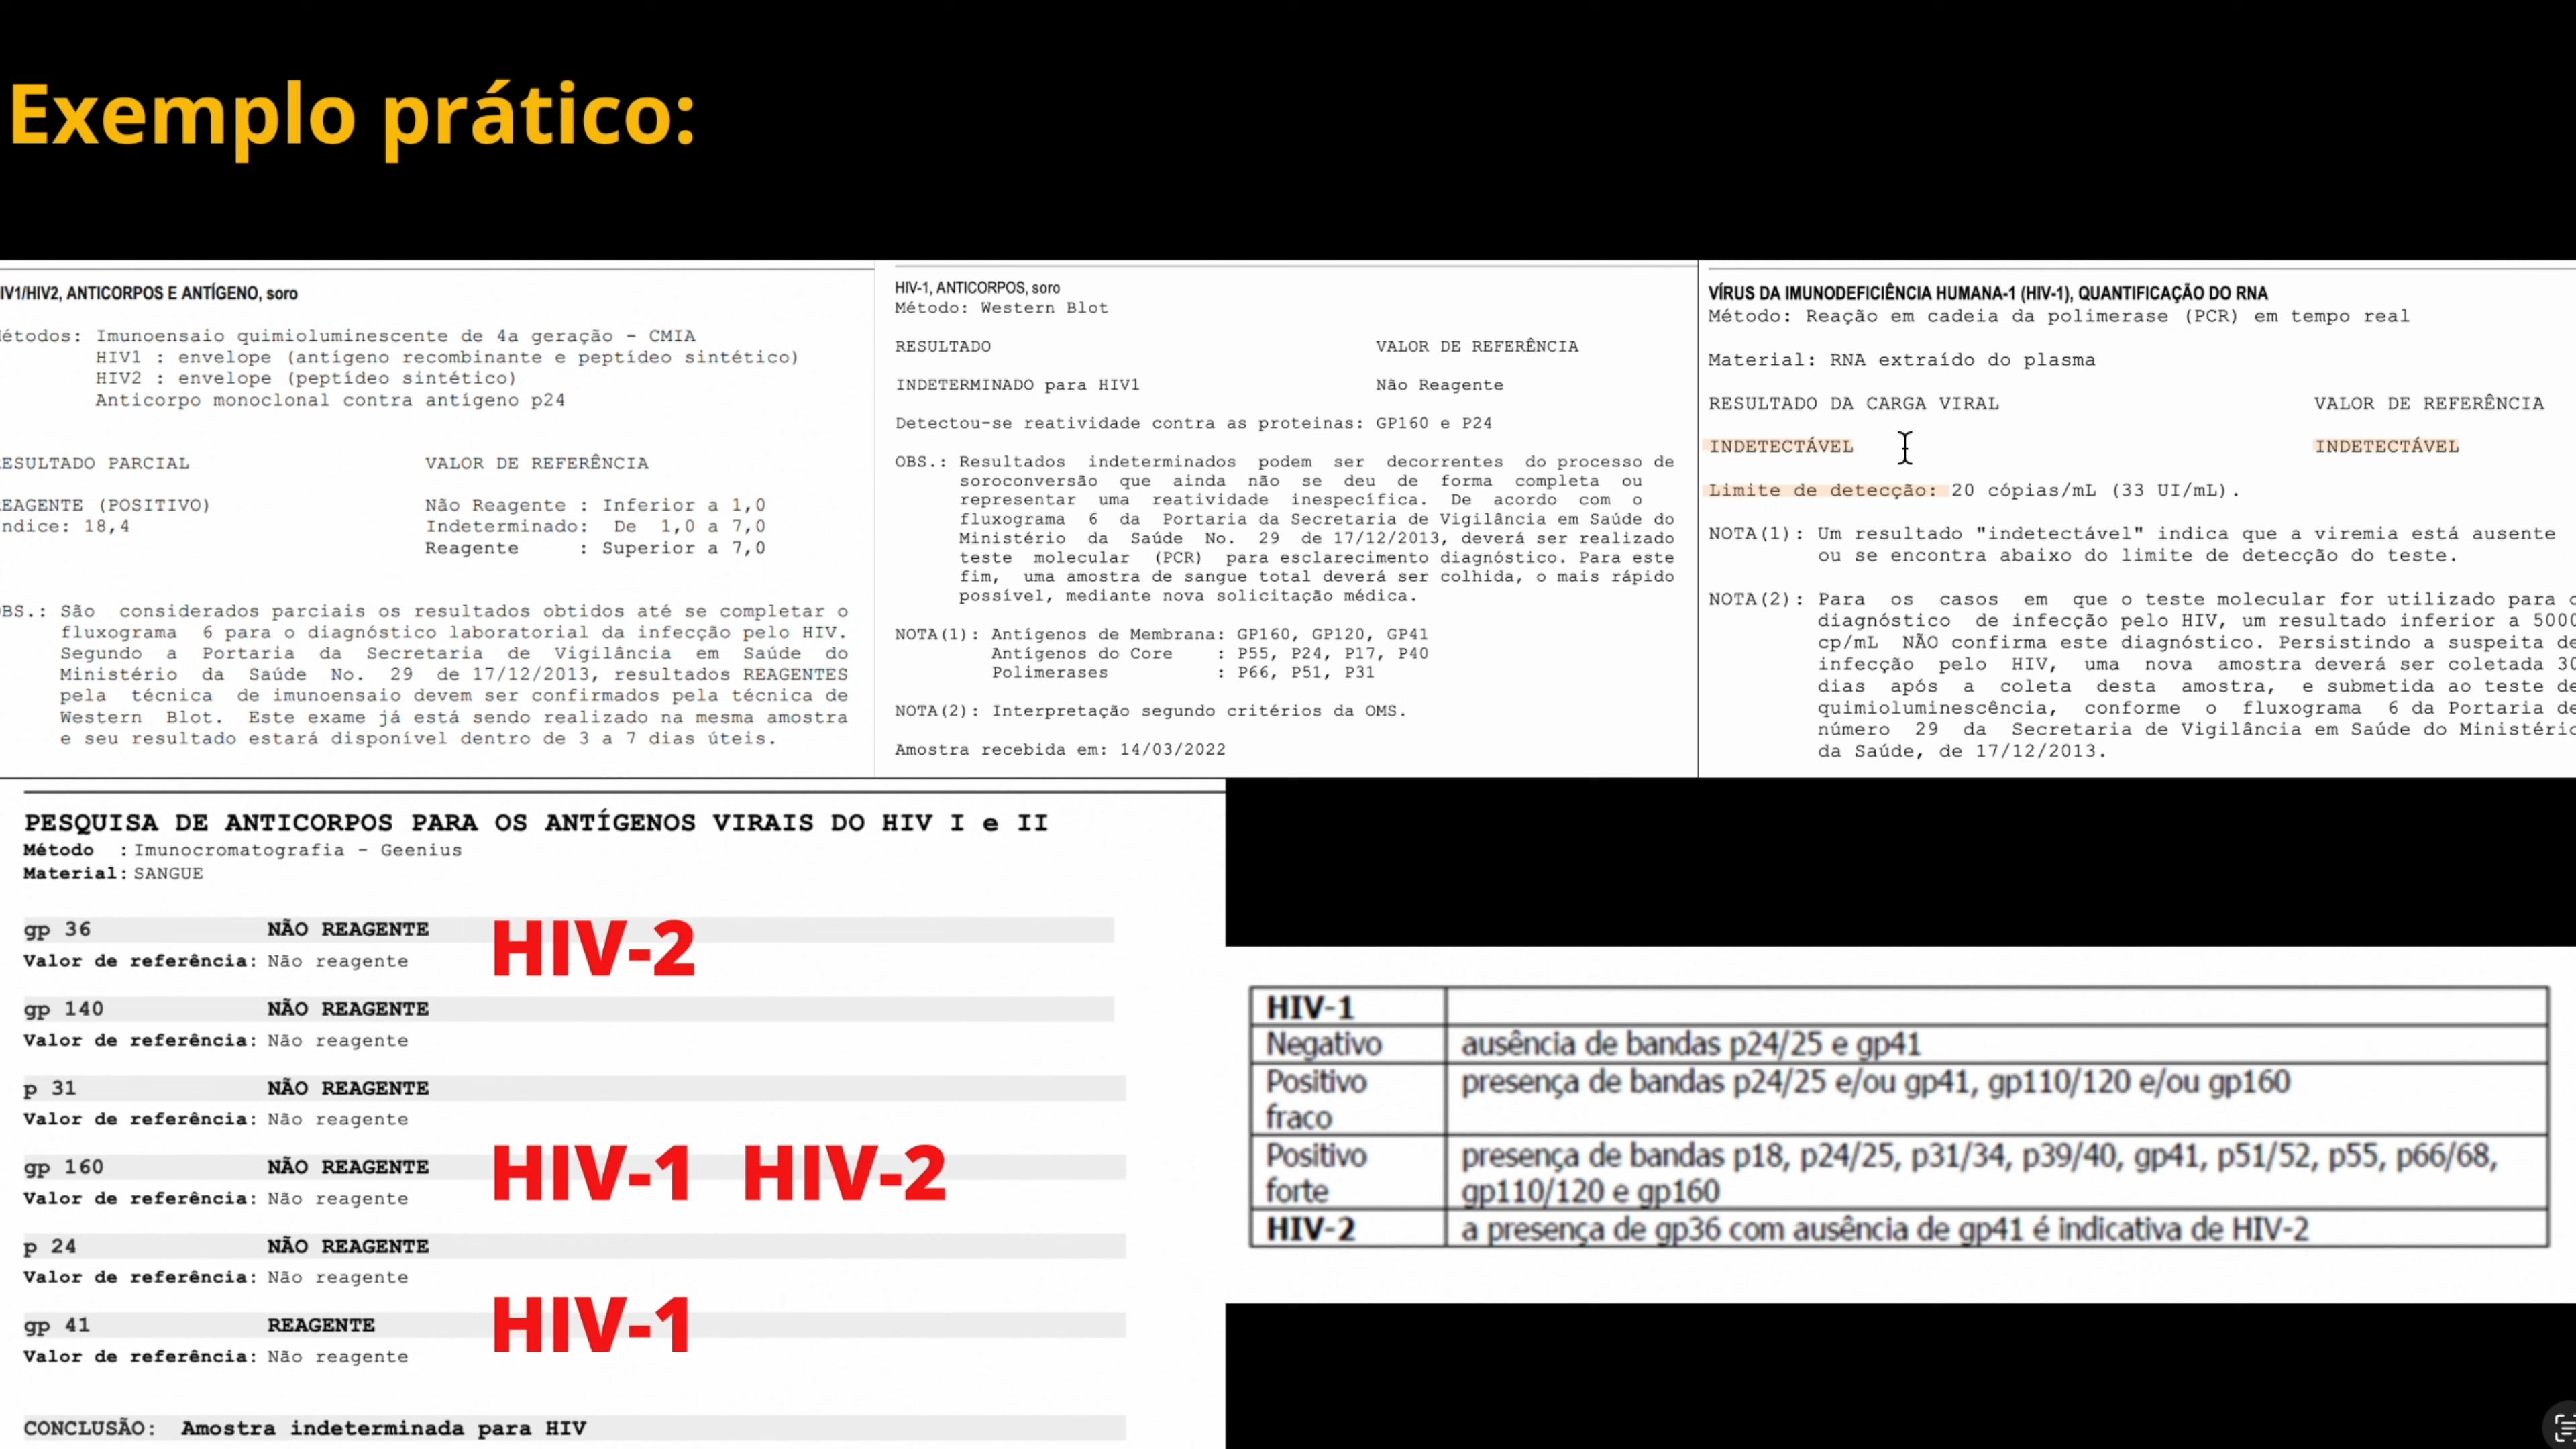 Exemplo prático:
IV1/HIV2, ANTICORPOS E ANTÍGENO, soro
étodos: Imunoensaio quimioluminescente de 4a geração - CMIA
HIV1 : envelope (antígeno recombinante e peptídeo sintético)
HIV2 : envelope (peptídeo sintético)
Anticorpo monoclonal contra antígeno p24
ESULTADO PARCIAL VALOR DE REFERÊNCIA
EAGENTE (POSITIVO) Não Reagente : Inferior a 1,0
ndice: 18,4 Indeterminado: De 1,0 a 7,0
Reagente : Superior a 7,0
BS.: São considerados parciais os resultados obtidos até se completar o
fluxograma 6 para o diagnóstico laboratorial da infecção pelo HIV.
Segundo a Portaria da Secretaria de Vigilância em Saúde do
Ministério da Saúde No. 29 de 17/12/2013, resultados REAGENTES
pela técnica de imunoensaio devem ser confirmados pela técnica de
Western Blot. Este exame já está sendo realizado na mesma amostra
e seu resultado estará disponível dentro de 3 a 7 dias úteis.
HIV-1, ANTICORPOS, soro
Método: Western Blot
RESULTADO VALOR DE REFERÊNCIA
INDETERMINADO para HIV1 Não Reagente
Detectou-se reatividade contra as proteinas: GP160 e P24
OBS.: Resultados indeterminados podem ser decorrentes do processo de
soroconversão que ainda não se deu de forma completa ou
representar uma reatividade inespecífica. De acordo com o
fluxograma 6 da Portaria da Secretaria de Vigilância em Saúde do
Ministério da Saúde No. 29 de 17/12/2013, deverá ser realizado
teste molecular (PCR) para esclarecimento diagnóstico. Para este
fim, uma amostra de sangue total deverá ser colhida, o mais rápido
possível, mediante nova solicitação médica.
NOTA(1): Antígenos de Membrana: GP160, GP120, GP41
Antígenos do Core : P55, P24, P17, P40
Polimerases : P66, P51, P31
NOTA(2): Interpretação segundo critérios da OMS.
Amostra recebida em: 14/03/2022
VÍRUS DA IMUNODEFICIÊNCIA HUMANA-1 (HIV-1), QUANTIFICAÇÃO DO RNA
Método: Reação em cadeia da polimerase (PCR) em tempo real
Material: RNA extraído do plasma
RESULTADO DA CARGA VIRAL VALOR DE REFERÊNCIA
INDETECTÁVEL INDETECTÁVEL
Limite de detecção: 20 cópias/mL (33 UI/mL).
NOTA(1): Um resultado "indetectável" indica que a viremia está ausente
ou se encontra abaixo do limite de detecção do teste.
NOTA(2): Para os casos em que o teste molecular for utilizado para
diagnóstico de infecção pelo HIV, um resultado inferior a 5000
cp/mL NÃO confirma este diagnóstico. Persistindo a suspeita de
infecção pelo HIV, uma nova amostra deverá ser coletada 30
dias após a coleta desta amostra, e submetida ao teste de
quimioluminescência, conforme o fluxograma 6 da Portaria de
número 29 da Secretaria de Vigilância em Saúde do Ministéric
da Saúde, de 17/12/2013.
PESQUISA DE ANTICORPOS PARA OS ANTÍGENOS VIRAIS DO HIV I e II
Método : Imunocromatografia - Geenius
Material: SANGUE
gp 36 NÃO REAGENTE HIV-2
Valor de referência: Não reagente
gp 140 NÃO REAGENTE
Valor de referência: Não reagente
p 31 NÃO REAGENTE
Valor de referência: Não reagente
gp 160 NÃO REAGENTE HIV-1 HIV-2
Valor de referência: Não reagente
p 24 NÃO REAGENTE
Valor de referência: Não reagente
gp 41 REAGENTE HIV-1
Valor de referência: Não reagente
CONCLUSÃO: Amostra indeterminada para HIV
HIV-1
Negativo ausência de bandas p24/25 e gp41
Positivo fraco presença de bandas p24/25 e/ou gp41, gp110/120 e/ou gp160
Positivo presença de bandas p18, p24/25, p31/34, p39/40, gp41, p51/52, p55, p66/68,
forte gp110/120 e gp160
HIV-2 a presença de gp36 com ausência de gp41 é indicativa de HIV-2